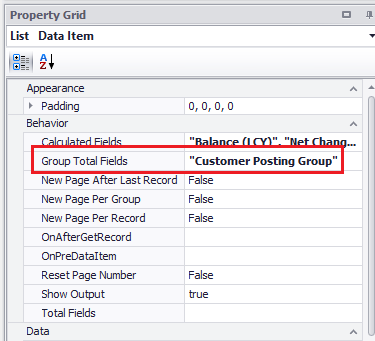 Property Grid
List Data Item
A
Z
Appearance
Padding 0, 0, 0, 0
Behavior
Calculated Fields "Balance (LCY)", "Net Chang...
Group Total Fields "Customer Posting Group"
New Page After Last Record False
New Page Per Group False
New Page Per Record False
OnAfterGetRecord
OnPreDataItem
Reset Page Number False
Show Output true
Total Fields
Data